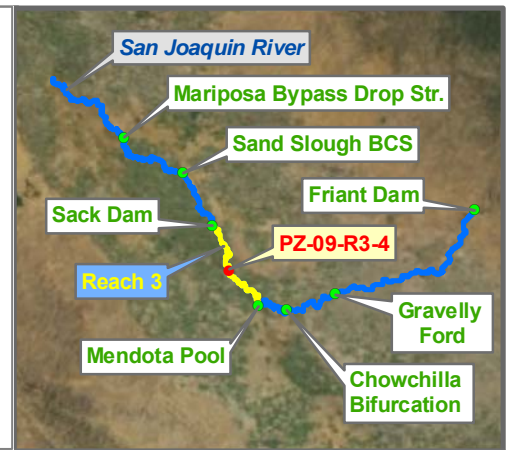 San Joaquin River
Mariposa Bypass Drop Str.
Sand Slough BCS
Friant Dam
Sack Dam
PZ-09-R3-4
Reach 3
Gravelly
Ford
Mendota Pool
Chowchilla
Bifurcation